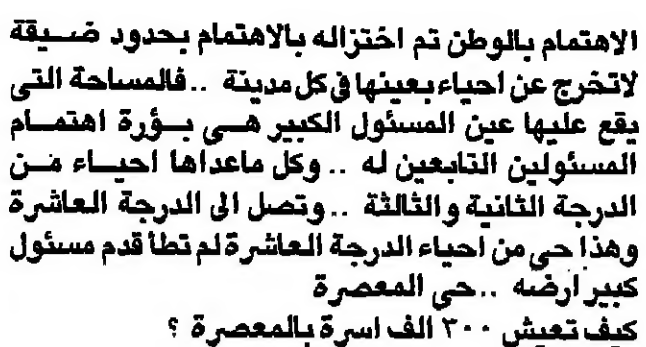 الاهتمام بالوطن تم اختزاله بالاهتمام بحدود ضيقة
لاتخرج عن احياء بعينها في كل مدينة .. فالمساحة التى
يقع عليها عين المسئول الكبير هى بؤرة اهتمام
المسئولين التابعين له .. وكل ماعداها احياء من
الدرجة الثانية والثالثة .. وتصل الى الدرجة العاشرة
وهذا حى من احياء الدرجة العاشرة لم تطأ قدم مسئول
كبير ارضه .. حى المعصرة
كيف تعيش ٣٠٠ الف اسرة بالمعصرة ؟